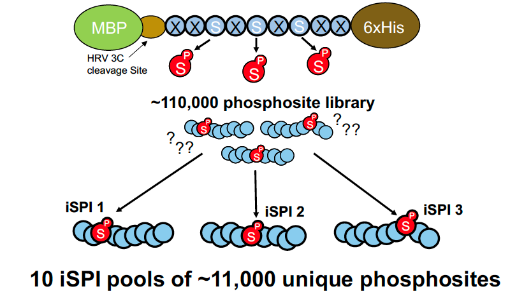 MBP X X S X S X S X X 6xHis
HRV 3C
cleavage Site
P S P S P S
~110,000 phosphosite library
P S P S ?
? ??
?? P S
iSPI 1 iSPI 2 iSPI 3
P S P S P S
10 iSPI pools of ~11,000 unique phosphosites